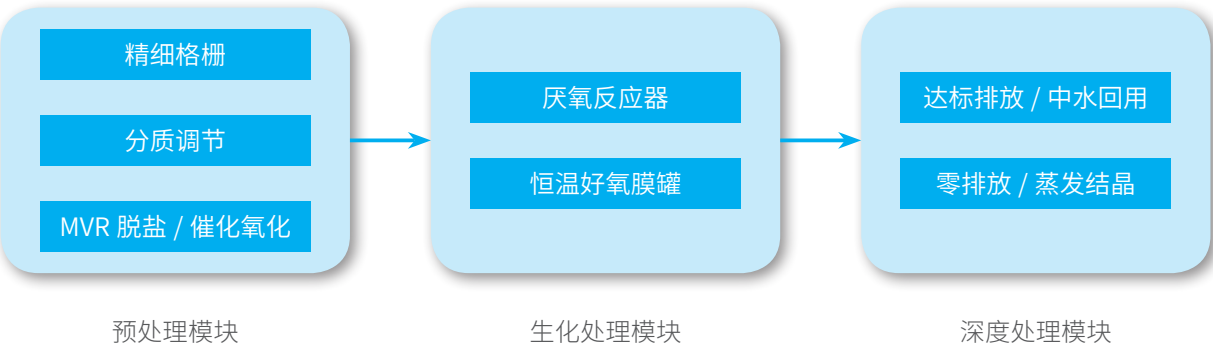 精细格栅
分质调节
MVR 脱盐 / 催化氧化
预处理模块
厌氧反应器
恒温好氧膜罐
生化处理模块
达标排放 / 中水回用
零排放 / 蒸发结晶
深度处理模块